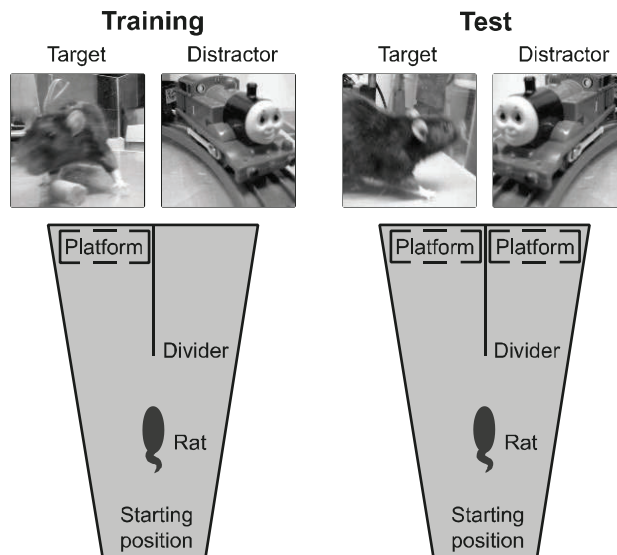 Training
Target Distractor
Platform
Divider
Rat
Starting
position
Test
Target Distractor
Platform Platform
Divider
Rat
Starting
position